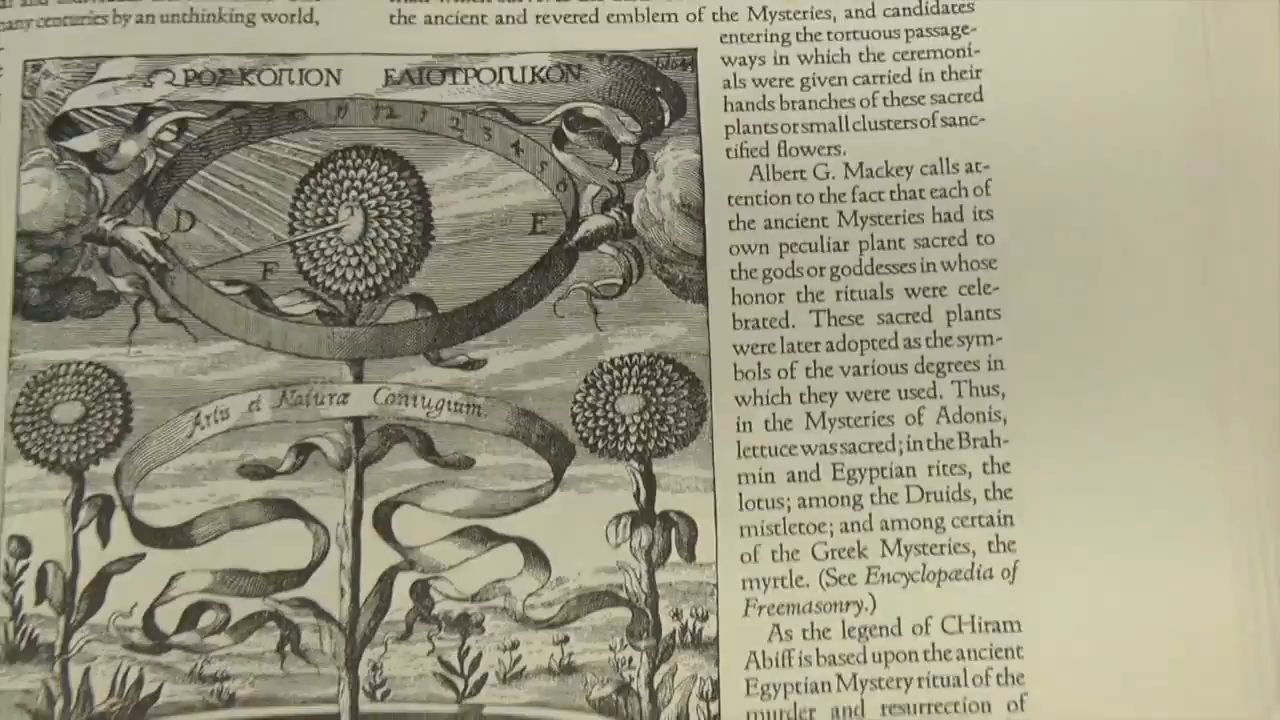 any centuries by an unthinking world,
the ancient and revered emblem of the Mysteries, and candidates
entering the tortuous passage-
ways in which the ceremoni-
als were given carried in their
hands branches of these sacred
plants or small clusters of sanc-
tified flowers.
Albert G. Mackey calls at-
tention to the fact that each of
the ancient Mysteries had its
own peculiar plant sacred to
the gods or goddesses in whose
honor the rituals were cele-
brated. These sacred plants
were later adopted as the sym-
bols of the various degrees in
which they were used. Thus,
in the Mysteries of Adonis,
lettuce was sacred; in the Brah-
min and Egyptian rites, the
lotus; among the Druids, the
mistletoe; and among certain
of the Greek Mysteries, the
myrtle. (See Encyclopædia of
Freemasonry.)
As the legend of CHiram
Abiff is based upon the ancient
Egyptian Mystery ritual of the
murder and resurrection of
ΩΡΟΣΚΟΠΙΟΝ ΕΛΙΟΤΡΟΠΙΚΟΝ
12 1 2 3 4 5 6
D E
F
Artis et Naturæ Coniugium.